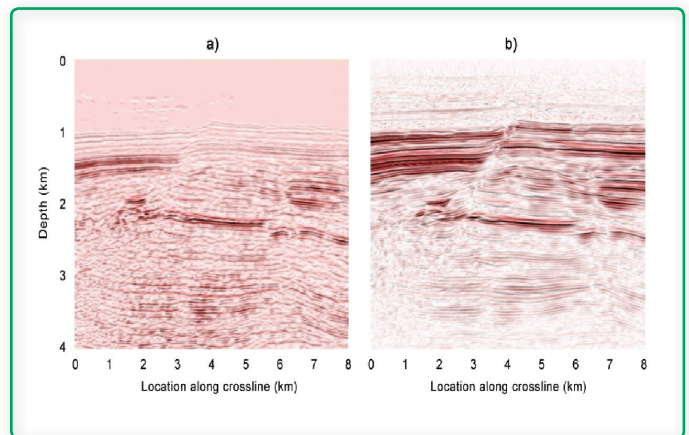 a)
b)
0
1
2
3
4
Depth (km)
0 1 2 3 4 5 6 7 8
0 1 2 3 4 5 6 7 8
Location along crossline (km)
Location along crossline (km)